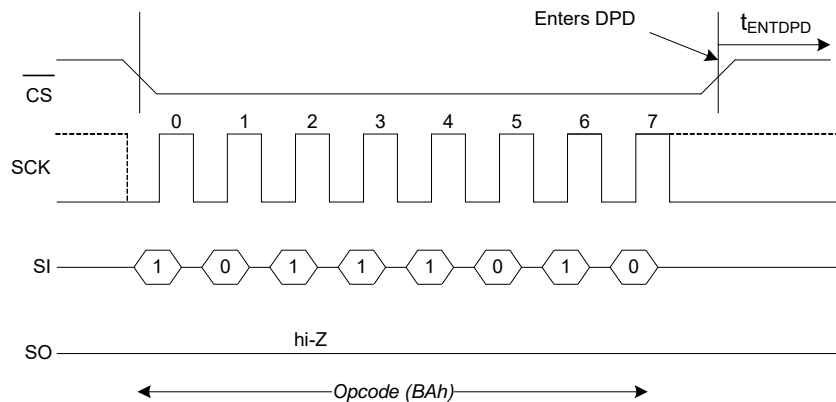 Enters DPD
tENTDPD
CS
0 1 2 3 4 5 6 7
SCK
SI
1 0 1 1 1 0 1 0
hi-Z
SO
Opcode (BAh)